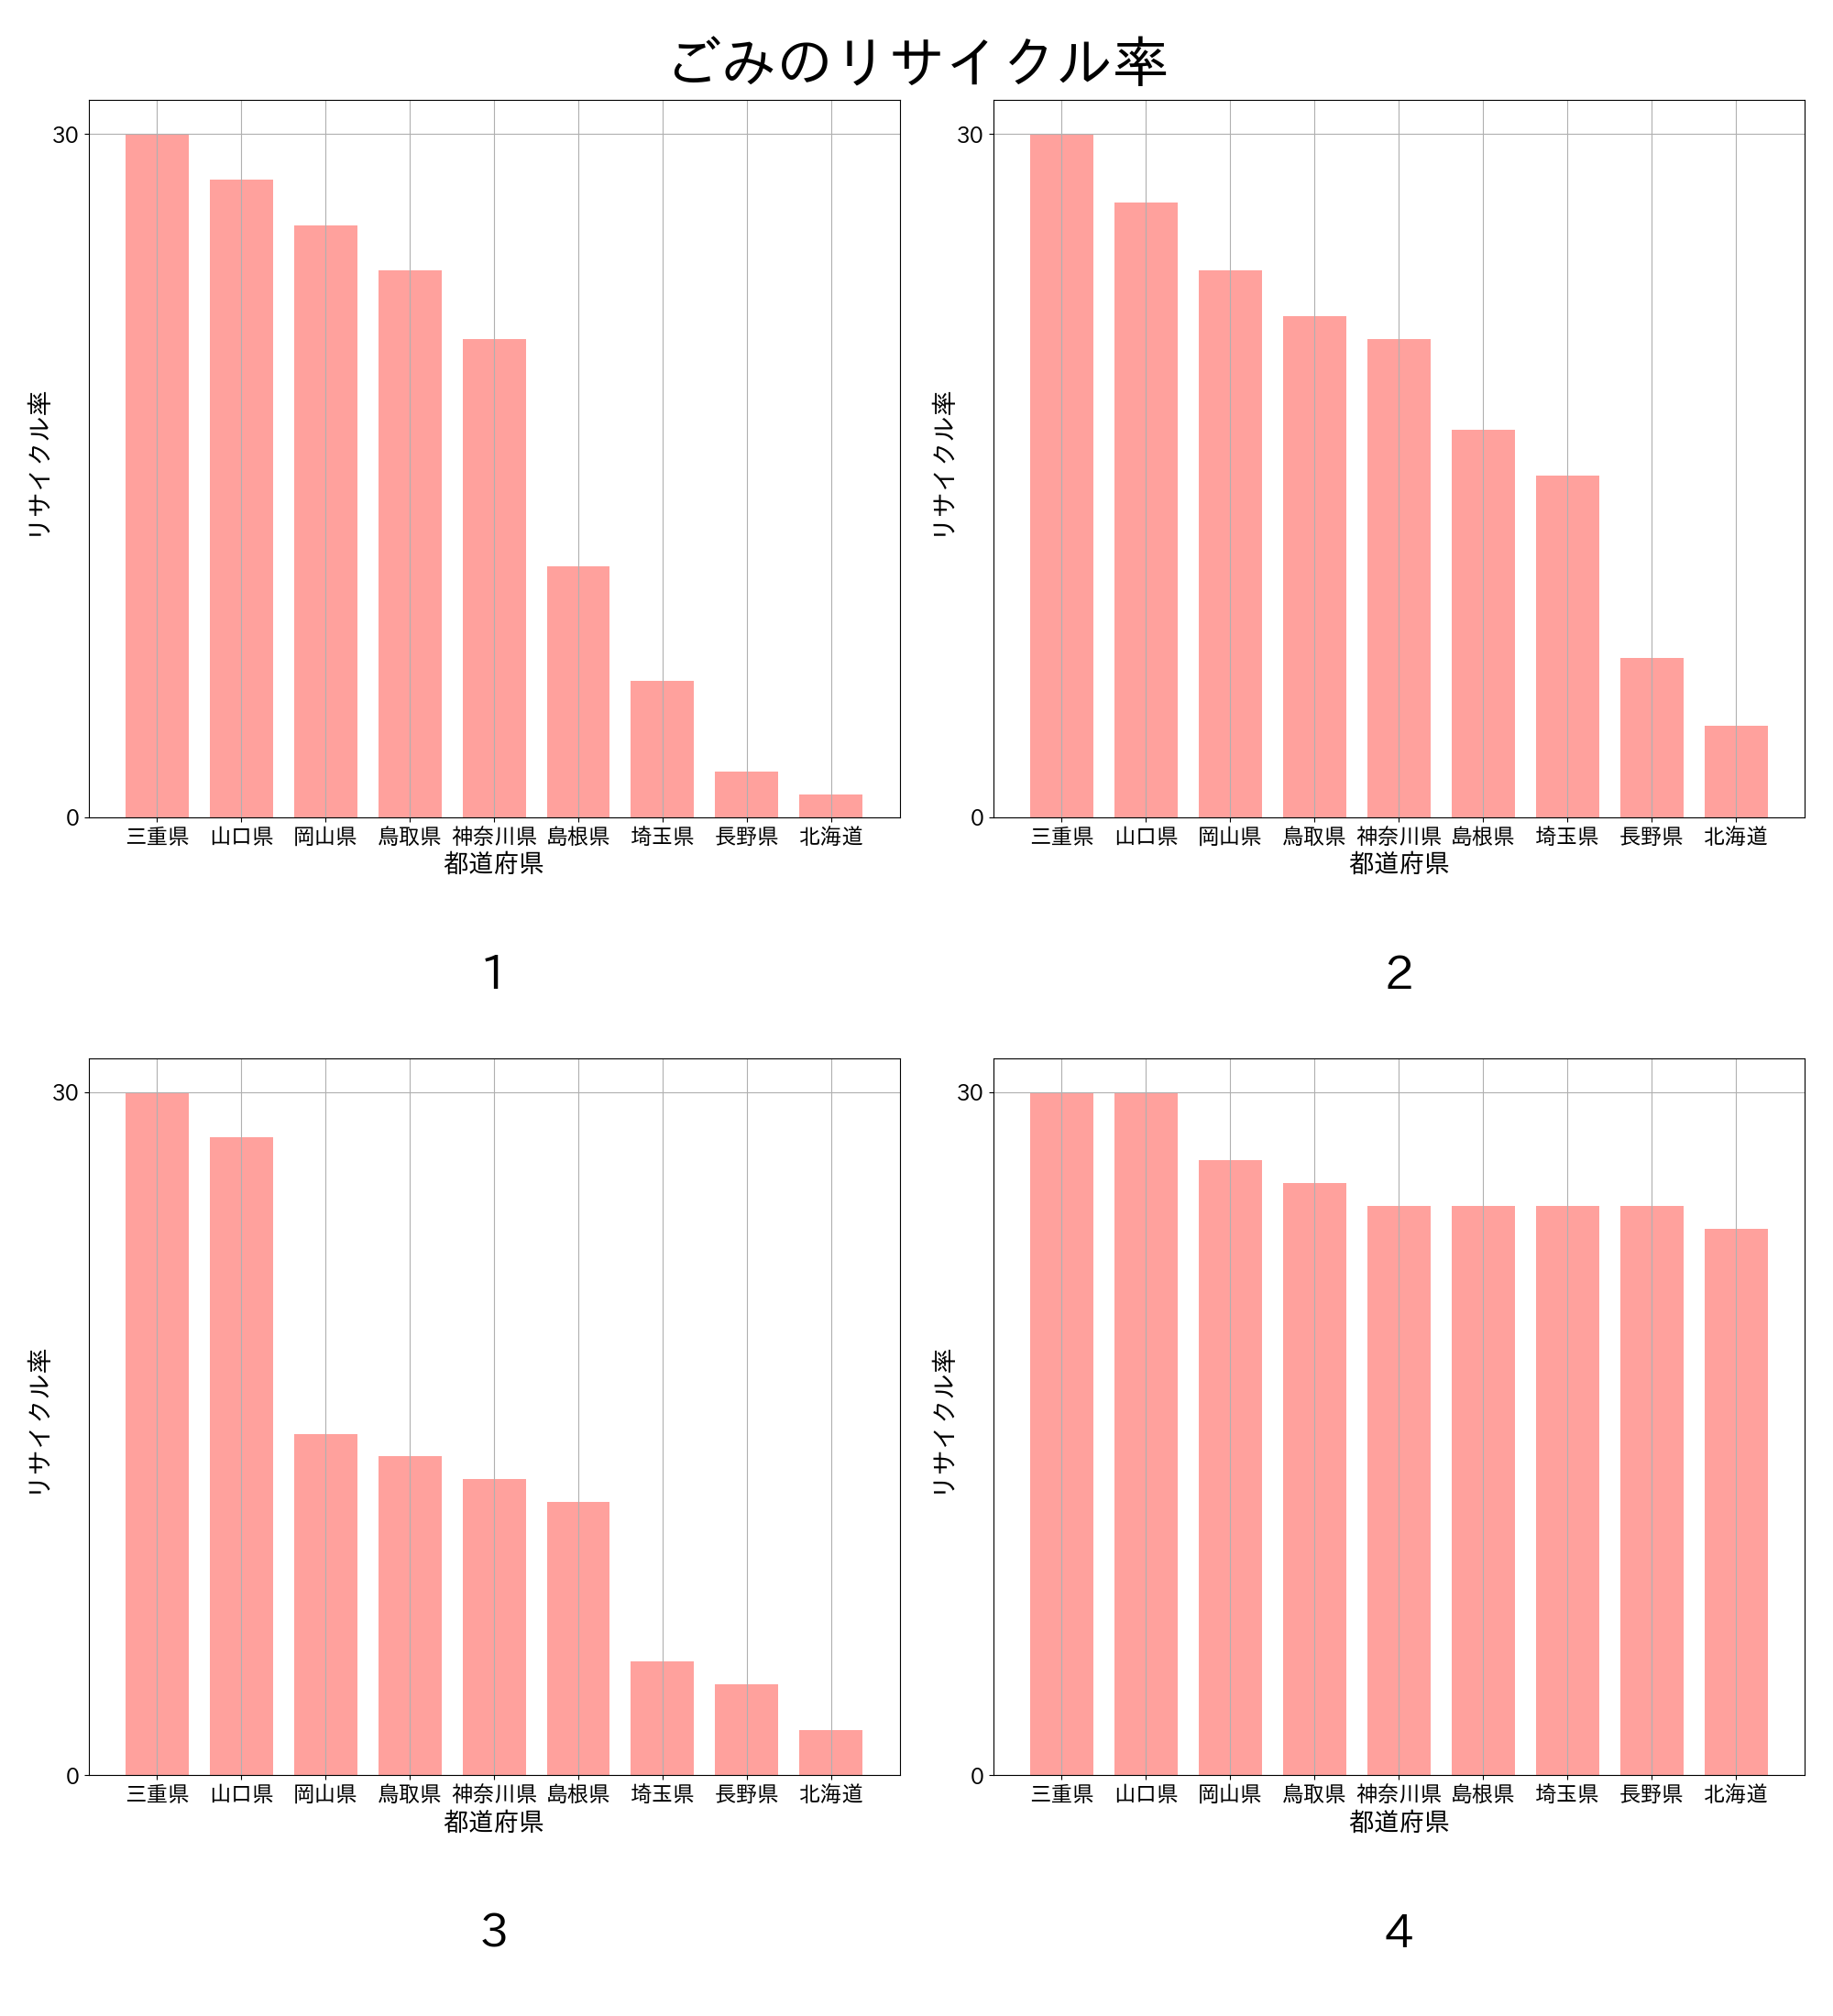 ごみのリサイクル率
リサイクル率
30
0
三重県 山口県 岡山県 鳥取県 神奈川県 島根県 埼玉県 長野県 北海道
都道府県
1
リサイクル率
30
0
三重県 山口県 岡山県 鳥取県 神奈川県 島根県 埼玉県 長野県 北海道
都道府県
2
リサイクル率
30
0
三重県 山口県 岡山県 鳥取県 神奈川県 島根県 埼玉県 長野県 北海道
都道府県
3
リサイクル率
30
0
三重県 山口県 岡山県 鳥取県 神奈川県 島根県 埼玉県 長野県 北海道
都道府県
4